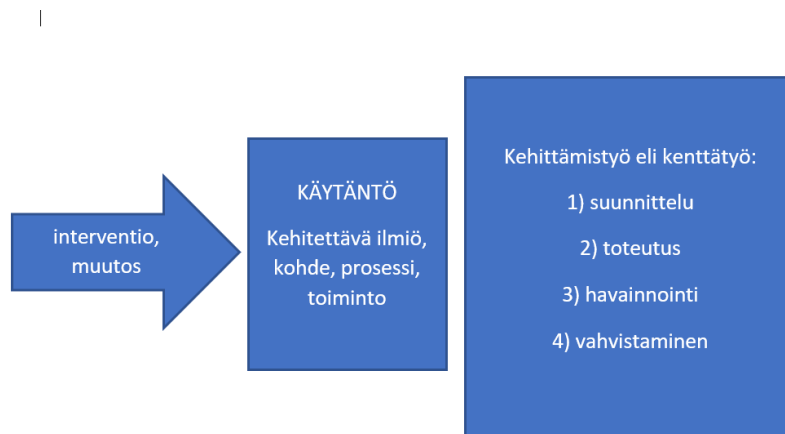 interventio,
muutos
KÄYTÄNTÖ
Kehitettävä ilmiö,
kohde, prosessi,
toiminto
Kehittämistyö eli kenttätyö:
1) suunnittelu
2) toteutus
3) havainnointi
4) vahvistaminen